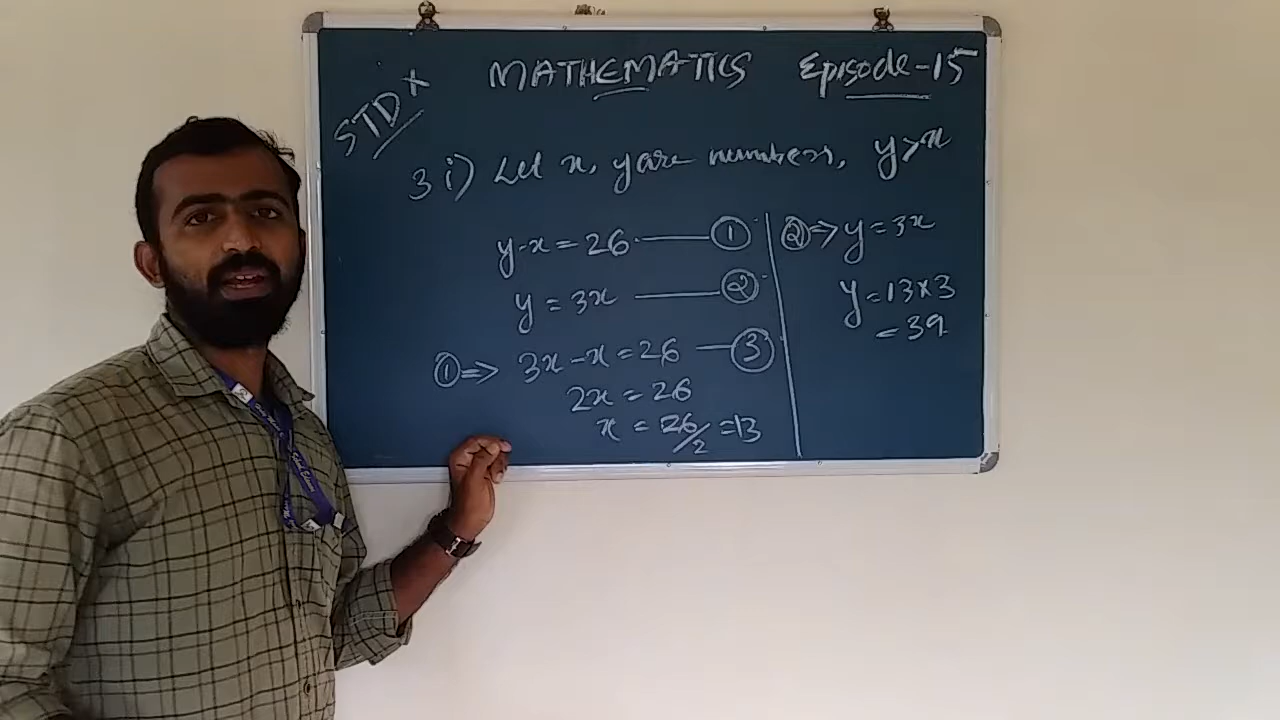 STD X
MATHEMATICS
Episode-15
3 i) Let x, y are numbers, y>x
y-x = 26 ①
y = 3x ②
①⇒ 3x-x = 26 ③
2x = 26
x = 26/2 = 13
②⇒ y = 3x
y = 13×3
= 39